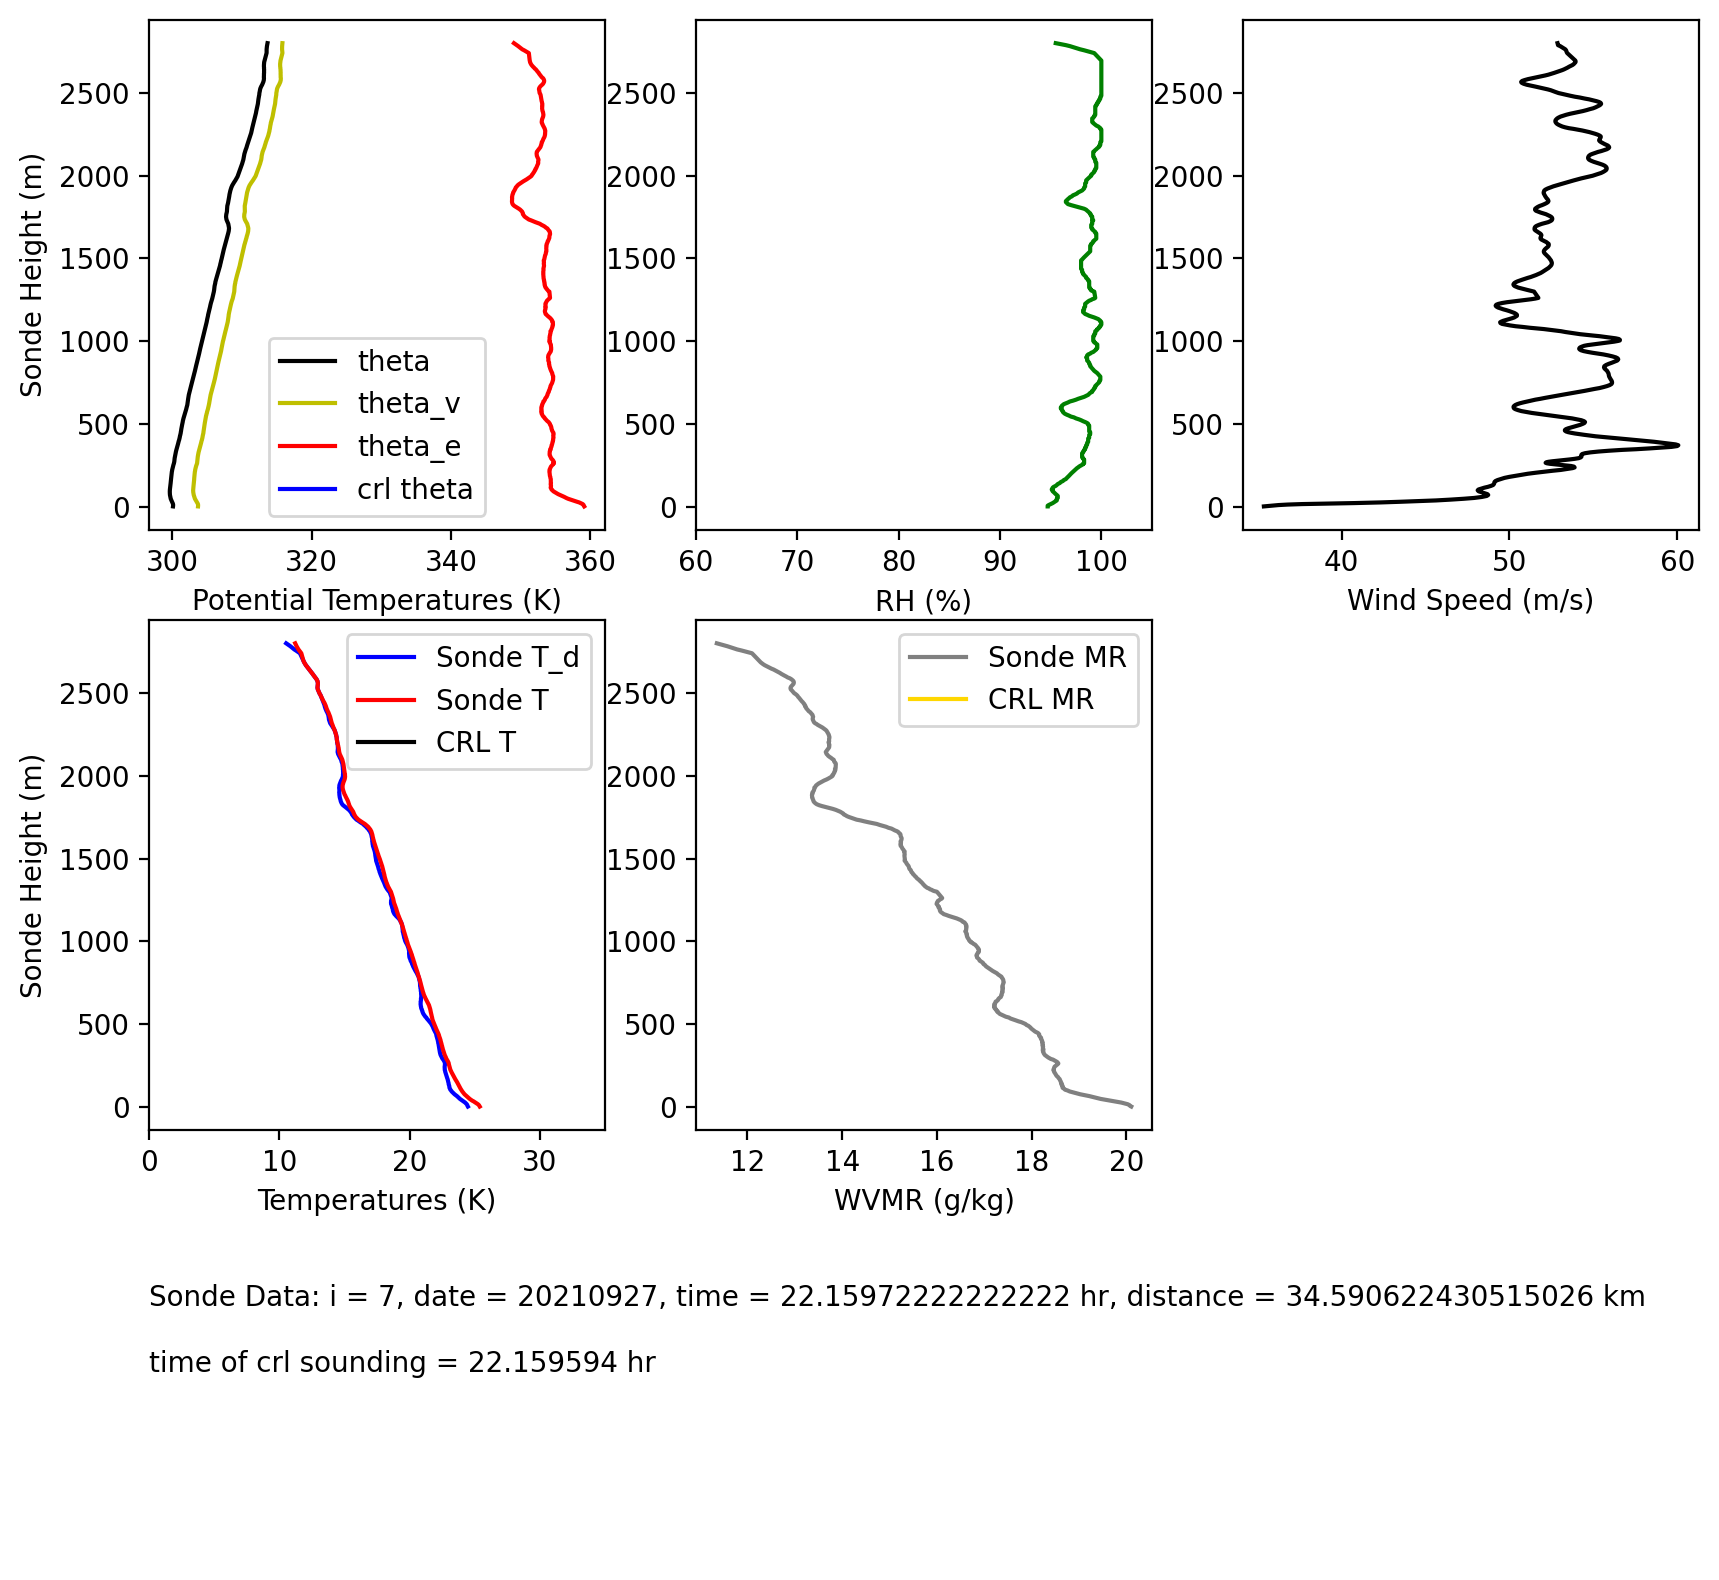 2500
2000
1500
1000
500
0
Sonde Height (m)
theta
theta_v
theta_e
crl theta
300 320 340 360
Potential Temperatures (K)
2500
2000
1500
1000
500
0
60 70 80 90 100
RH (%)
2500
2000
1500
1000
500
0
40 50 60
Wind Speed (m/s)
2500
2000
1500
1000
500
0
Sonde Height (m)
Sonde T_d
Sonde T
CRL T
0 10 20 30
Temperatures (K)
2500
2000
1500
1000
500
0
Sonde MR
CRL MR
12 14 16 18 20
WVMR (g/kg)
Sonde Data: i = 7, date = 20210927, time = 22.15972222222222 hr, distance = 34.590622430515026 km
time of crl sounding = 22.159594 hr